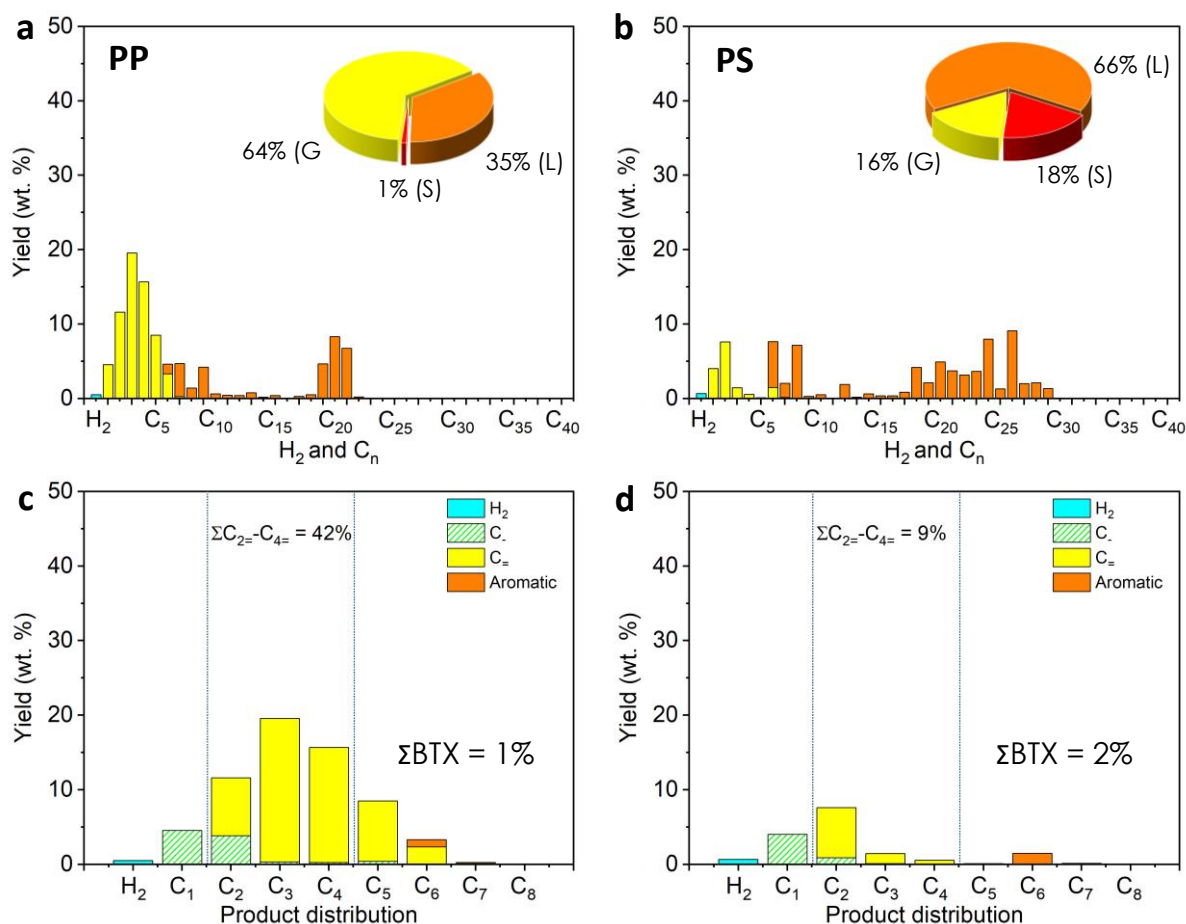 a
PP
Yield (wt. %)
50
40
30
20
10
0
64% (G
1% (S)
35% (L)
H2 C5 C10 C15 C20 C25 C30 C35 C40
H2 and Cn
b
PS
Yield (wt. %)
50
40
30
20
10
0
66% (L)
16% (G)
18% (S)
H2 C5 C10 C15 C20 C25 C30 C35 C40
H2 and Cn
c
Yield (wt. %)
50
40
30
20
10
0
ΣC2=-C4= = 42%
H2
C-
C=
Aromatic
ΣBTX = 1%
H2 C1 C2 C3 C4 C5 C6 C7 C8
Product distribution
d
Yield (wt. %)
50
40
30
20
10
0
ΣC2=-C4= = 9%
H2
C-
C=
Aromatic
ΣBTX = 2%
H2 C1 C2 C3 C4 C5 C6 C7 C8
Product distribution